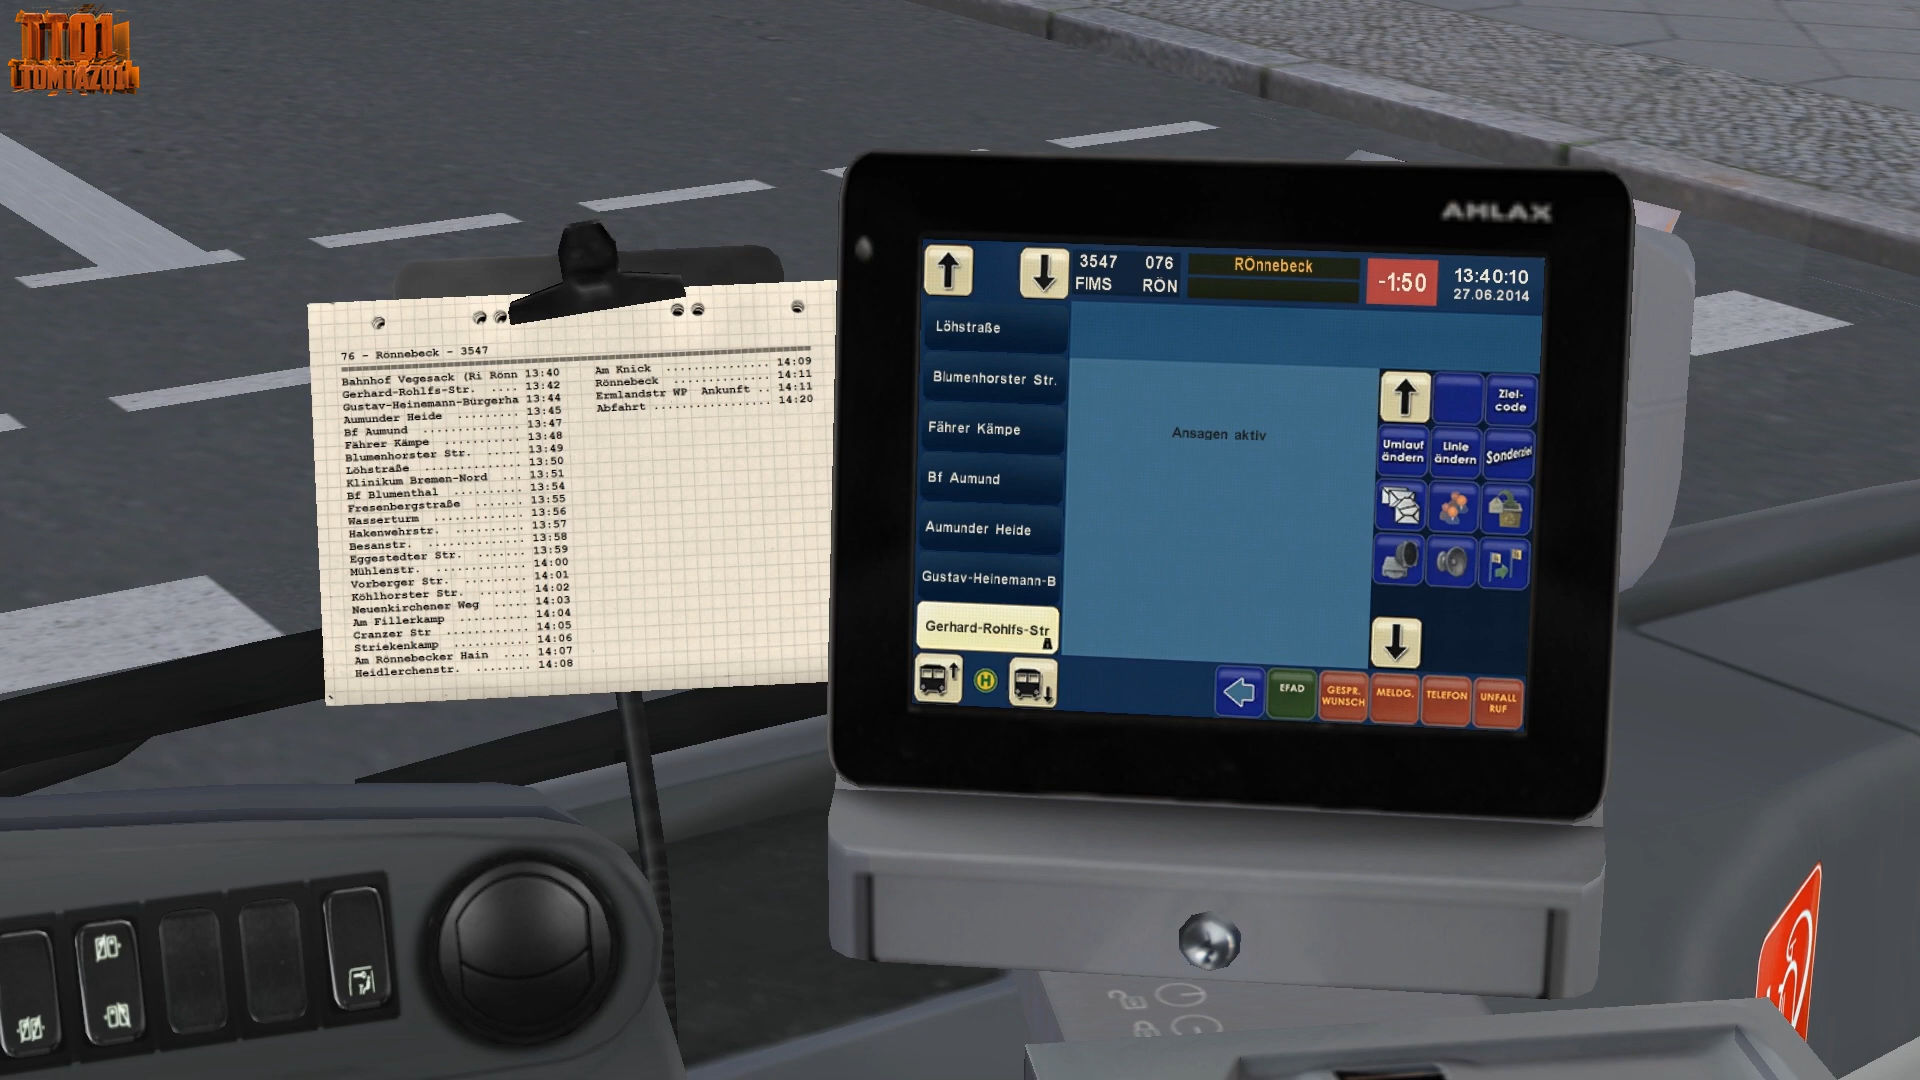 TT01
TOMTAZ01
76 - Rönnebeck - 3547
Bahnhof Vegesack (Ri Rönn 13:40
Gerhard-Rohlfs-Str. .... 13:42
Gustav-Heinemann-Bürgerha 13:44
Aumunder Heide ........ 13:45
Bf Aumund ............ 13:47
Fährer Kämpe .......... 13:48
Blumenhorster Str. ..... 13:49
Löhstraße ............. 13:50
Klinikum Bremen-Nord ... 13:51
Bf Blumenthal .......... 13:54
Fresenbergstraße ....... 13:55
Wasserturm ............ 13:56
Hakenwehrstr. ......... 13:57
Besanstr. ............. 13:58
Eggestedter Str. ....... 13:59
Mühlenstr. ............ 14:00
Vorberger Str. ......... 14:01
Köhlhorster Str. ....... 14:02
Neuenkirchener Weg ..... 14:03
Am Fillerkamp .......... 14:04
Cranzer Str ........... 14:05
Striekenkamp .......... 14:06
Am Rönnebecker Hain .... 14:07
Heidlerchenstr. ........ 14:08
Am Knick .............. 14:09
Rönnebeck ............. 14:11
Ermlandstr WP Ankunft .. 14:11
Abfahrt ................ 14:20
AHLAX
3547 076
FIMS RÖN
RÖnnebeck
-1:50
13:40:10
27.06.2014
Löhstraße
Blumenhorster Str.
Fährer Kämpe
Bf Aumund
Aumunder Heide
Gustav-Heinemann-B
Gerhard-Rohlfs-Str
H
Ansagen aktiv
Ziel-
code
Umlauf
ändern
Linie
ändern
Sonderziel
EFAD
GESPR.
WUNSCH
MELDG.
TELEFON
UNFALL
RUF